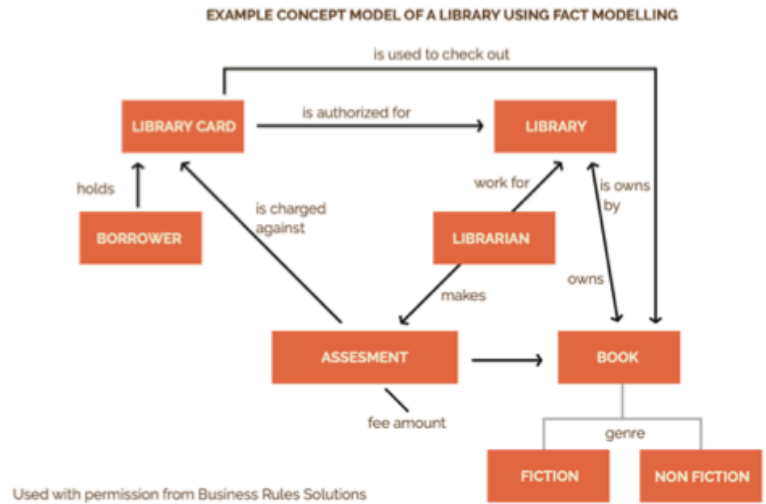 EXAMPLE CONCEPT MODEL OF A LIBRARY USING FACT MODELLING
is used to check out
LIBRARY CARD
is authorized for
LIBRARY
holds
work for
is owns
by
BORROWER
is charged
against
LIBRARIAN
owns
makes
ASSESMENT
BOOK
fee amount
genre
FICTION
NON FICTION
Used with permission from Business Rules Solutions